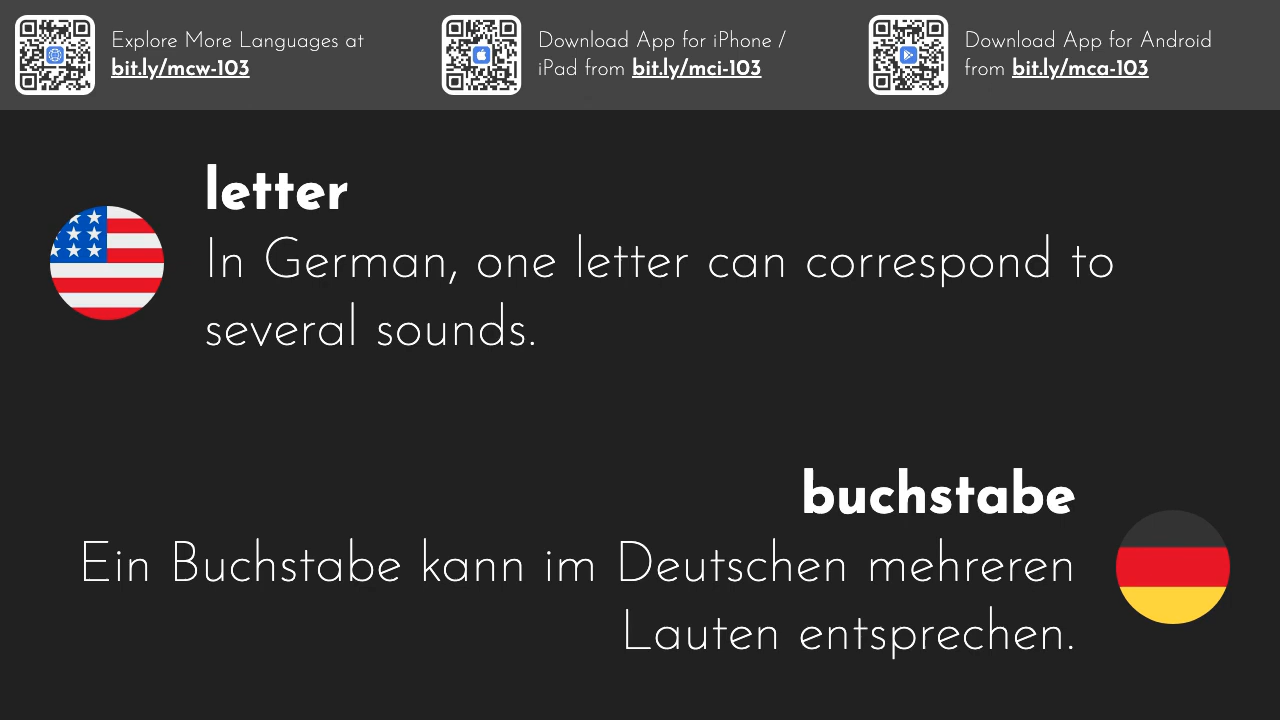 Explore More Languages at
bit.ly/mcw-103
Download App for iPhone /
iPad from bit.ly/mci-103
Download App for Android
from bit.ly/mca-103
letter
In German, one letter can correspond to
several sounds.
buchstabe
Ein Buchstabe kann im Deutschen mehreren
Lauten entsprechen.